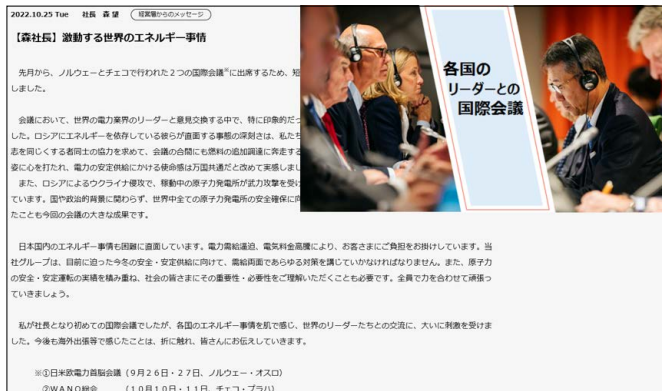 2022.10.25 Tue 社長 森 望 経営層からのメッセージ
【森社長】激動する世界のエネルギー事情
先月から、ノルウェーとチェコで行われた2つの国際会議※に出席するため、短
しました。
会議において、世界の電力業界のリーダーと意見交換する中で、特に印象的だっ
した。ロシアにエネルギーを依存している彼らが直面する事態の深刻さは、私たち
志を同じくする者同士の協力を求めて、会議の合間にも燃料の追加調達に奔走する
姿に心を打たれ、電力の安定供給にかける使命感は万国共通だと改めて実感しまし
また、ロシアによるウクライナ侵攻で、稼働中の原子力発電所が武力攻撃を受け
ています。国や政治的背景に関わらず、世界中全ての原子力発電所の安全確保に向
たことも今回の会議の大きな成果です。
各国の
リーダーとの
国際会議
日本国内のエネルギー事情も困難に直面しています。電力需給逼迫、電気料金高騰により、お客さまにご負担をお掛けしています。当
社グループは、目前に迫った今冬の安全・安定供給に向けて、需給両面であらゆる対策を講じていかなければなりません。また、原子力
の安全・安定運転の実績を積み重ね、社会の皆さまにその重要性・必要性をご理解いただくことも必要です。全員で力を合わせて頑張っ
ていきましょう。
私が社長となり初めての国際会議でしたが、各国のエネルギー事情を肌で感じ、世界のリーダーたちとの交流に、大いに刺激を受けま
した。今後も海外出張等で感じたことは、折に触れ、皆さんにお伝えしていきます。
※①日米欧電力首脳会議（9月26日・27日、ノルウェー・オスロ）
②WANO総会 （10月10日・11日、チェコ・プラハ）